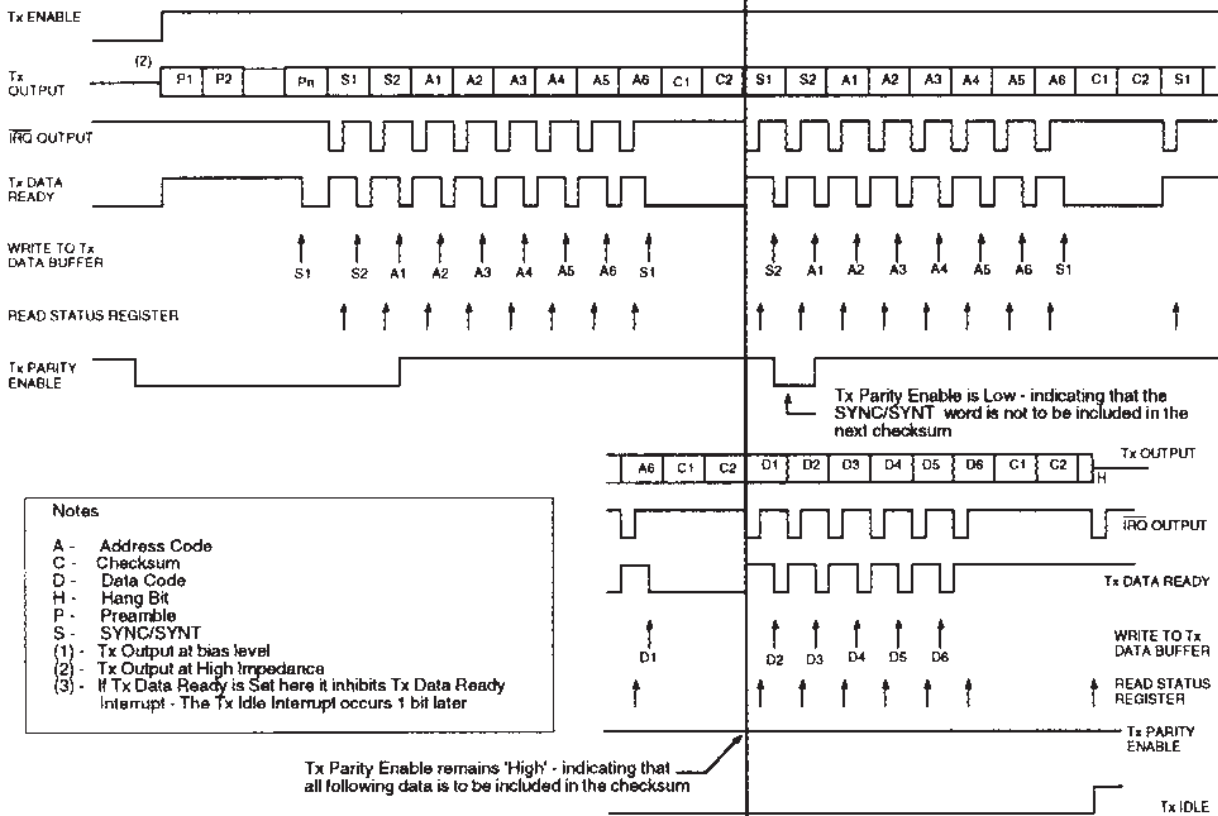 Tx ENABLE
(2)
Tx OUTPUT
P1 P2 Pn S1 S2 A1 A2 A3 A4 A5 A6 C1 C2 S1 S2 A1 A2 A3 A4 A5 A6 C1 C2 S1
IRQ OUTPUT
Tx DATA
READY
WRITE TO Tx
DATA BUFFER
S1 S2 A1 A2 A3 A4 A5 A6 S1 S2 A1 A2 A3 A4 A5 A6 S1
READ STATUS REGISTER
Tx PARITY
ENABLE
Tx Parity Enable is Low - indicating that the
SYNC/SYNT word is not to be included in the
next checksum
A6 C1 C2 D1 D2 D3 D4 D5 D6 C1 C2
Tx OUTPUT
H
IRQ OUTPUT
Tx DATA READY
WRITE TO Tx
DATA BUFFER
D1 D2 D3 D4 D5 D6
READ STATUS
REGISTER
Tx PARITY
ENABLE
Tx IDLE
Notes
A - Address Code
C - Checksum
D - Data Code
H - Hang Bit
P - Preamble
S - SYNC/SYNT
(1) - Tx Output at bias level
(2) - Tx Output at High Impedance
(3) - If Tx Data Ready is Set here it inhibits Tx Data Ready
Interrupt - The Tx Idle Interrupt occurs 1 bit later
Tx Parity Enable remains 'High' - indicating that
all following data is to be included in the checksum